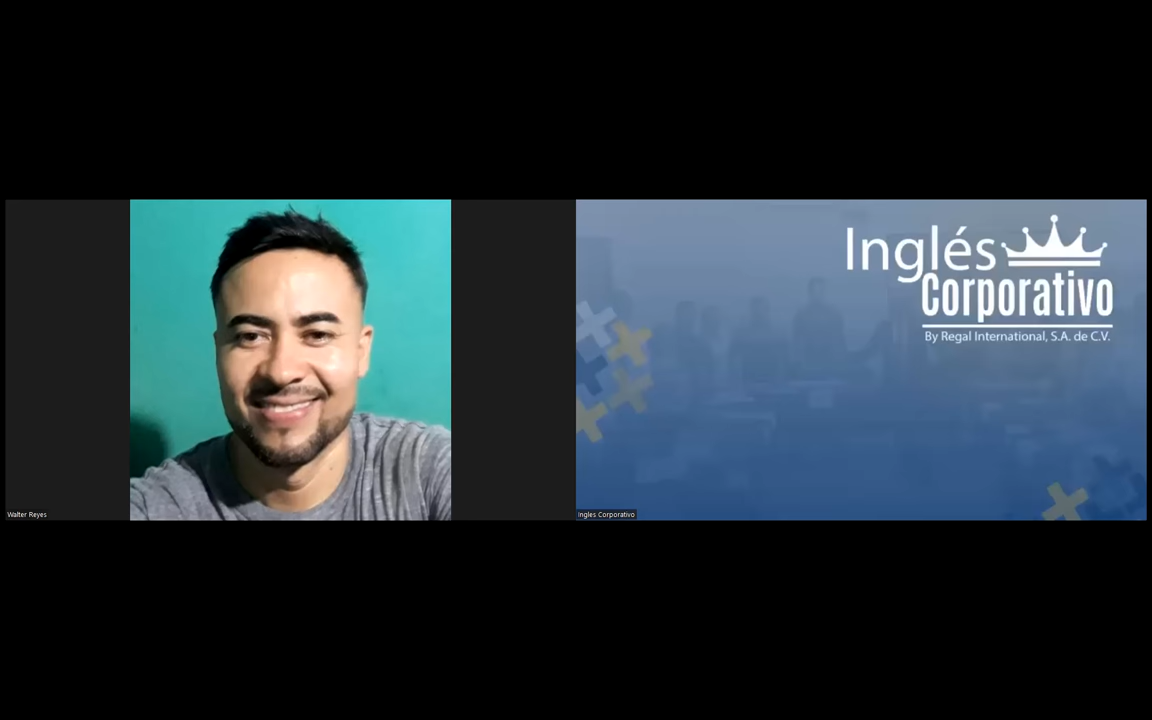 Walter Reyes
Inglés
Corporativo
By Regal International, S.A. de C.V.
Ingles Corporativo